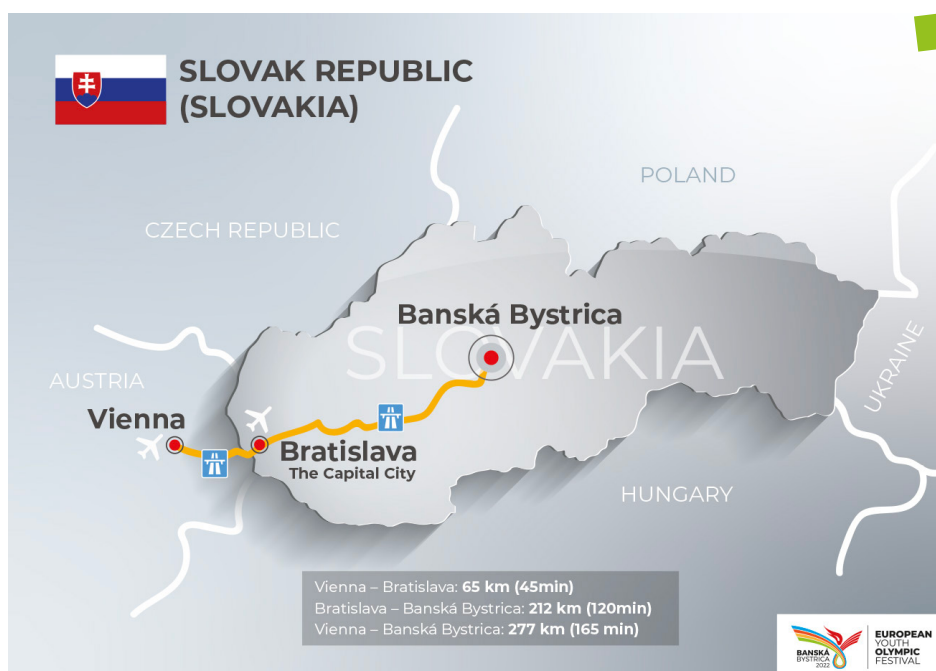 SLOVAK REPUBLIC
(SLOVAKIA)
POLAND
CZECH REPUBLIC
Banská Bystrica
SLOVAKIA
AUSTRIA
UKRAINE
Vienna
Bratislava
The Capital City
HUNGARY
Vienna – Bratislava: 65 km (45min)
Bratislava – Banská Bystrica: 212 km (120min)
Vienna – Banská Bystrica: 277 km (165 min)
BANSKÁ
BYSTRICA
2022
EUROPEAN
YOUTH
OLYMPIC
FESTIVAL